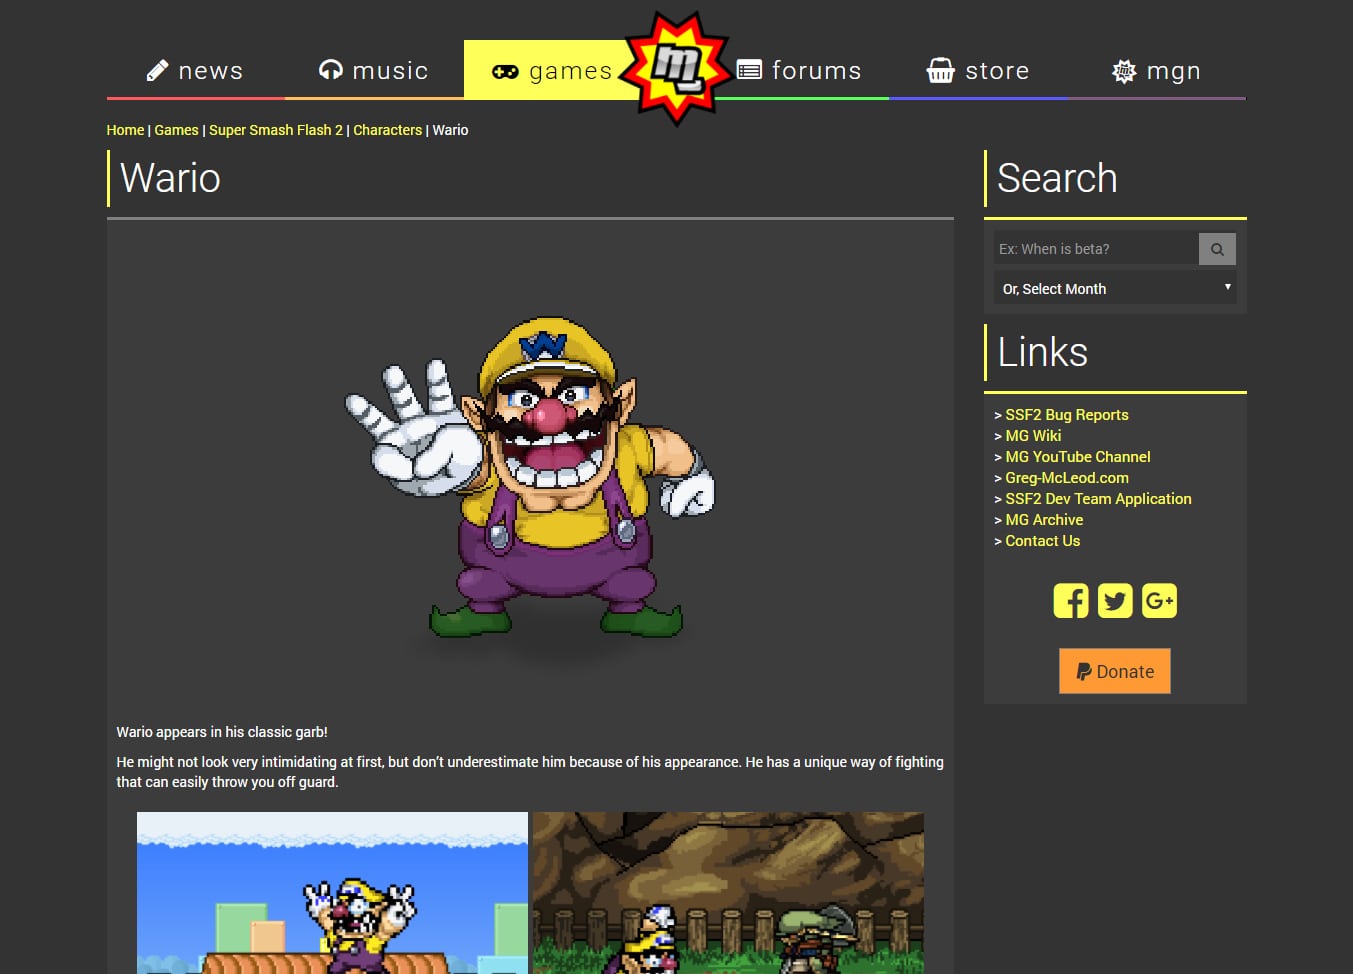 news
music
games
forums
store
mgn
Home | Games | Super Smash Flash 2 | Characters | Wario
Wario
W
Wario appears in his classic garb!
He might not look very intimidating at first, but don’t underestimate him because of his appearance. He has a unique way of fighting
that can easily throw you off guard.
Search
Ex: When is beta?
Or, Select Month
Links
> SSF2 Bug Reports
> MG Wiki
> MG YouTube Channel
> Greg-McLeod.com
> SSF2 Dev Team Application
> MG Archive
> Contact Us
G+
Donate